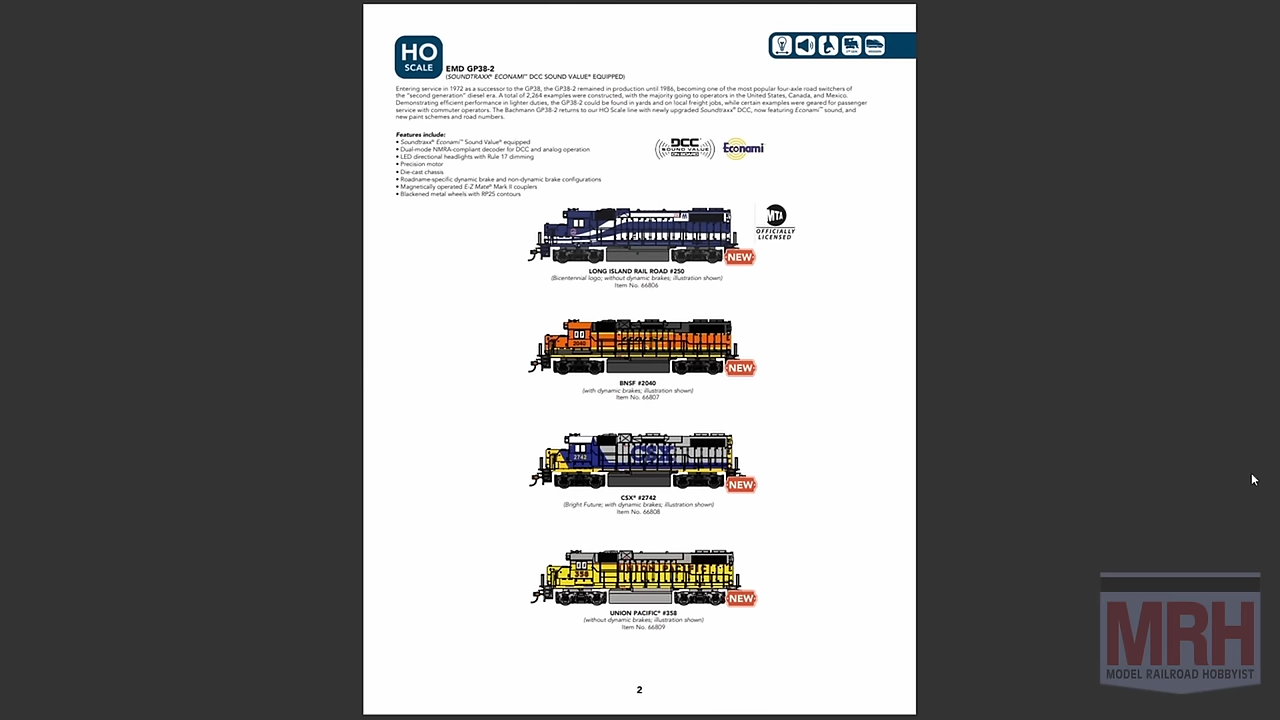 HO
SCALE
EMD GP38-2
(SOUNDTRAXX® ECONAMI™ DCC SOUND VALUE® EQUIPPED)
Entering service in 1972 as a successor to the GP38, the GP38-2 remained in production until 1986, becoming one of the most popular four-axle road switchers of
the "second generation" diesel era. A total of 2,264 examples were constructed, with the majority going to operators in the United States, Canada, and Mexico.
Demonstrating efficient performance in lighter duties, the GP38-2 could be found in yards and on local freight jobs, while certain examples were geared for passenger
service with commuter operators. The Bachmann GP38-2 returns to our HO Scale line with newly upgraded Soundtraxx® DCC, now featuring Econami™ sound, and
new paint schemes and road numbers.
Features include:
• Soundtraxx® Econami™ Sound Value® equipped
• Dual-mode NMRA-compliant decoder for DCC and analog operation
• LED directional headlights with Rule 17 dimming
• Precision motor
• Die-cast chassis
• Roadname-specific dynamic brake and non-dynamic brake configurations
• Magnetically operated E-Z Mate® Mark II couplers
• Blackened metal wheels with RP25 contours
DCC
SOUND VALUE
ON BOARD
Econami
MTA
OFFICIALLY
LICENSED
NEW
LONG ISLAND RAIL ROAD #250
(Bicentennial logo; without dynamic brakes; illustration shown)
Item No. 66806
2040
NEW
BNSF #2040
(with dynamic brakes; illustration shown)
Item No. 66807
2742
CSX
NEW
CSX® #2742
(Bright Future; with dynamic brakes; illustration shown)
Item No. 66808
358
UNION PACIFIC
NEW
UNION PACIFIC® #358
(without dynamic brakes; illustration shown)
Item No. 66809
2
MRH
MODEL RAILROAD HOBBYIST